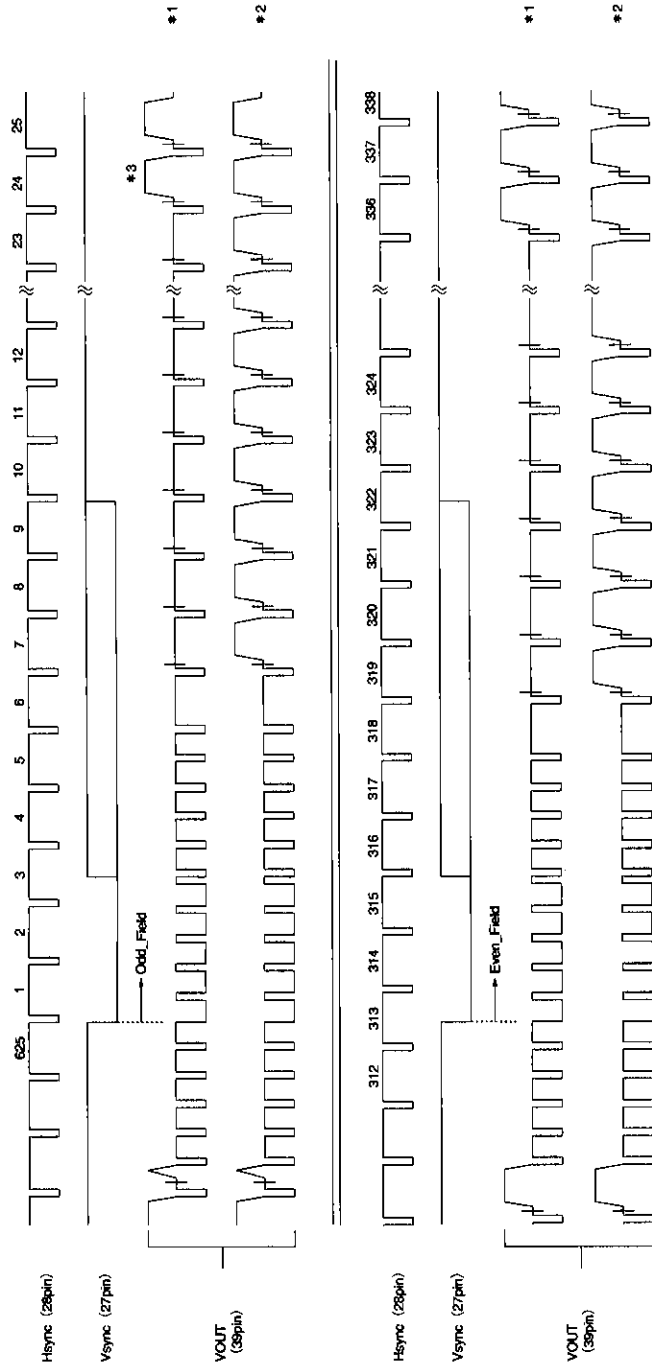 625 1 2 3 4 5 6 7 8 9 10 11 12 23 24 25
Hsync (28pin)
Vsync (27pin)
Odd_Field
*3
VOUT
(39pin)
*1
*2
312 313 314 315 316 317 318 319 320 321 322 323 324 336 337 338
Hsync (28pin)
Vsync (27pin)
Even_Field
VOUT
(39pin)
*1
*2